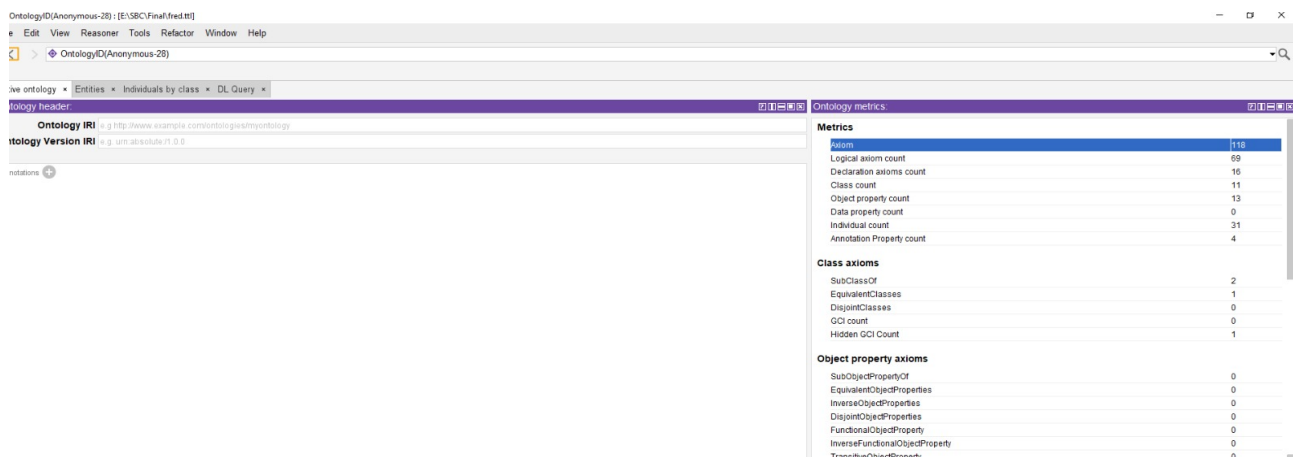 OntologyID(Anonymous-28) : [E:\SBC\Final\fred.ttl]
e Edit View Reasoner Tools Refactor Window Help
OntologyID(Anonymous-28)
tive ontology × Entities × Individuals by class × DL Query ×
ntology header:
Ontology IRI e.g http://www.example.com/ontologies/myontology
ntology Version IRI e.g. urn:absolute:/1.0.0
nnotations
Ontology metrics:
Metrics
Axiom 118
Logical axiom count 69
Declaration axioms count 16
Class count 11
Object property count 13
Data property count 0
Individual count 31
Annotation Property count 4
Class axioms
SubClassOf 2
EquivalentClasses 1
DisjointClasses 0
GCI count 0
Hidden GCI Count 1
Object property axioms
SubObjectPropertyOf 0
EquivalentObjectProperties 0
InverseObjectProperties 0
DisjointObjectProperties 0
FunctionalObjectProperty 0
InverseFunctionalObjectProperty 0
TransitiveObjectProperty 0